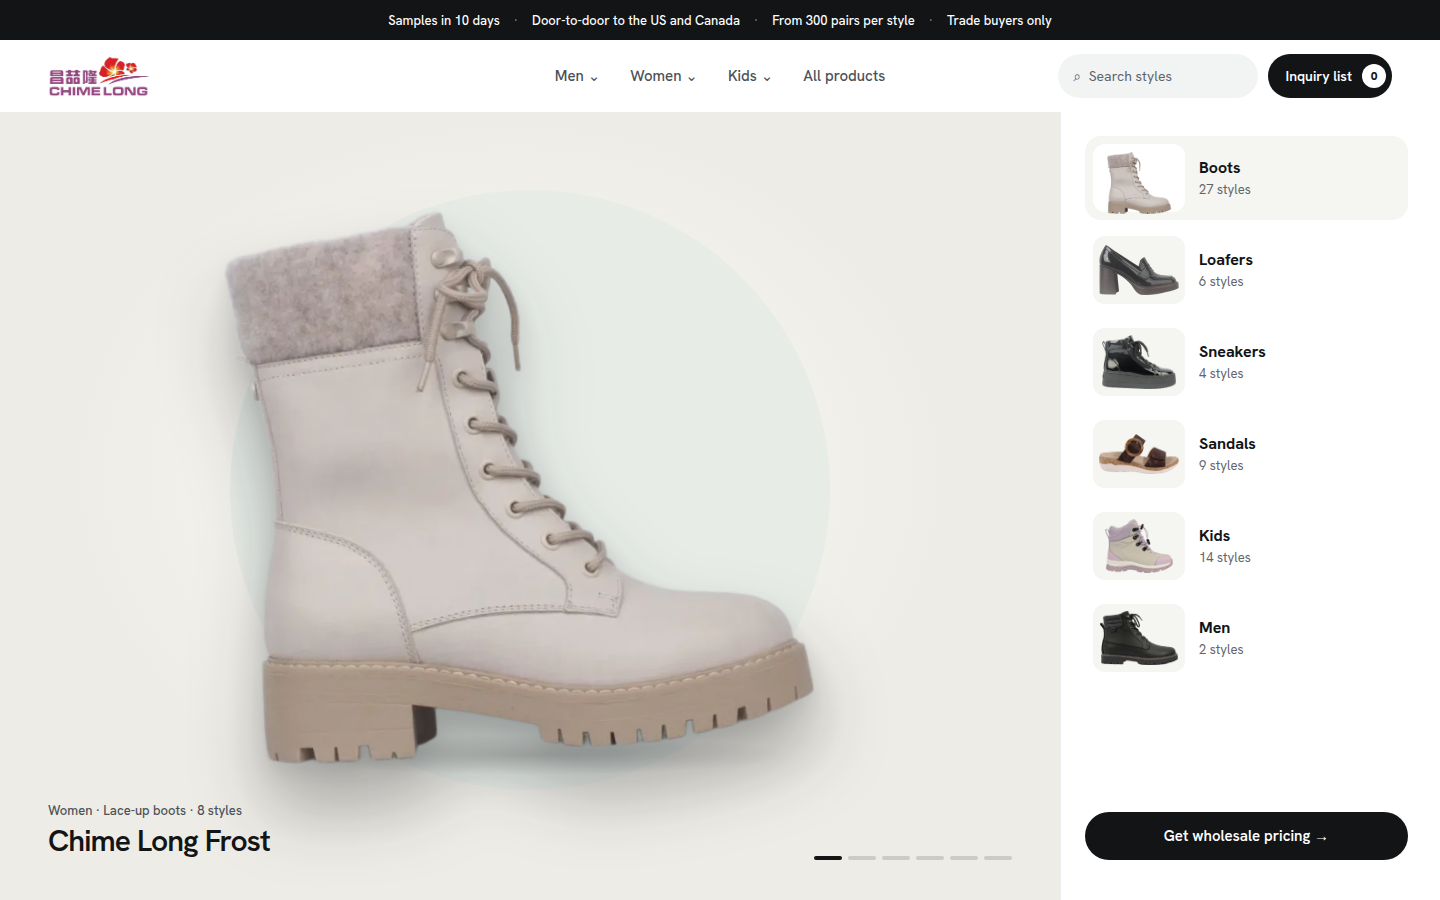 Samples in 10 days · Door-to-door to the US and Canada · From 300 pairs per style · Trade buyers only
昌喆隆
CHIME LONG
Men Women Kids All products
Search styles
Inquiry list 0
Boots
27 styles
Loafers
6 styles
Sneakers
4 styles
Sandals
9 styles
Kids
14 styles
Men
2 styles
Women · Lace-up boots · 8 styles
Chime Long Frost
Get wholesale pricing →